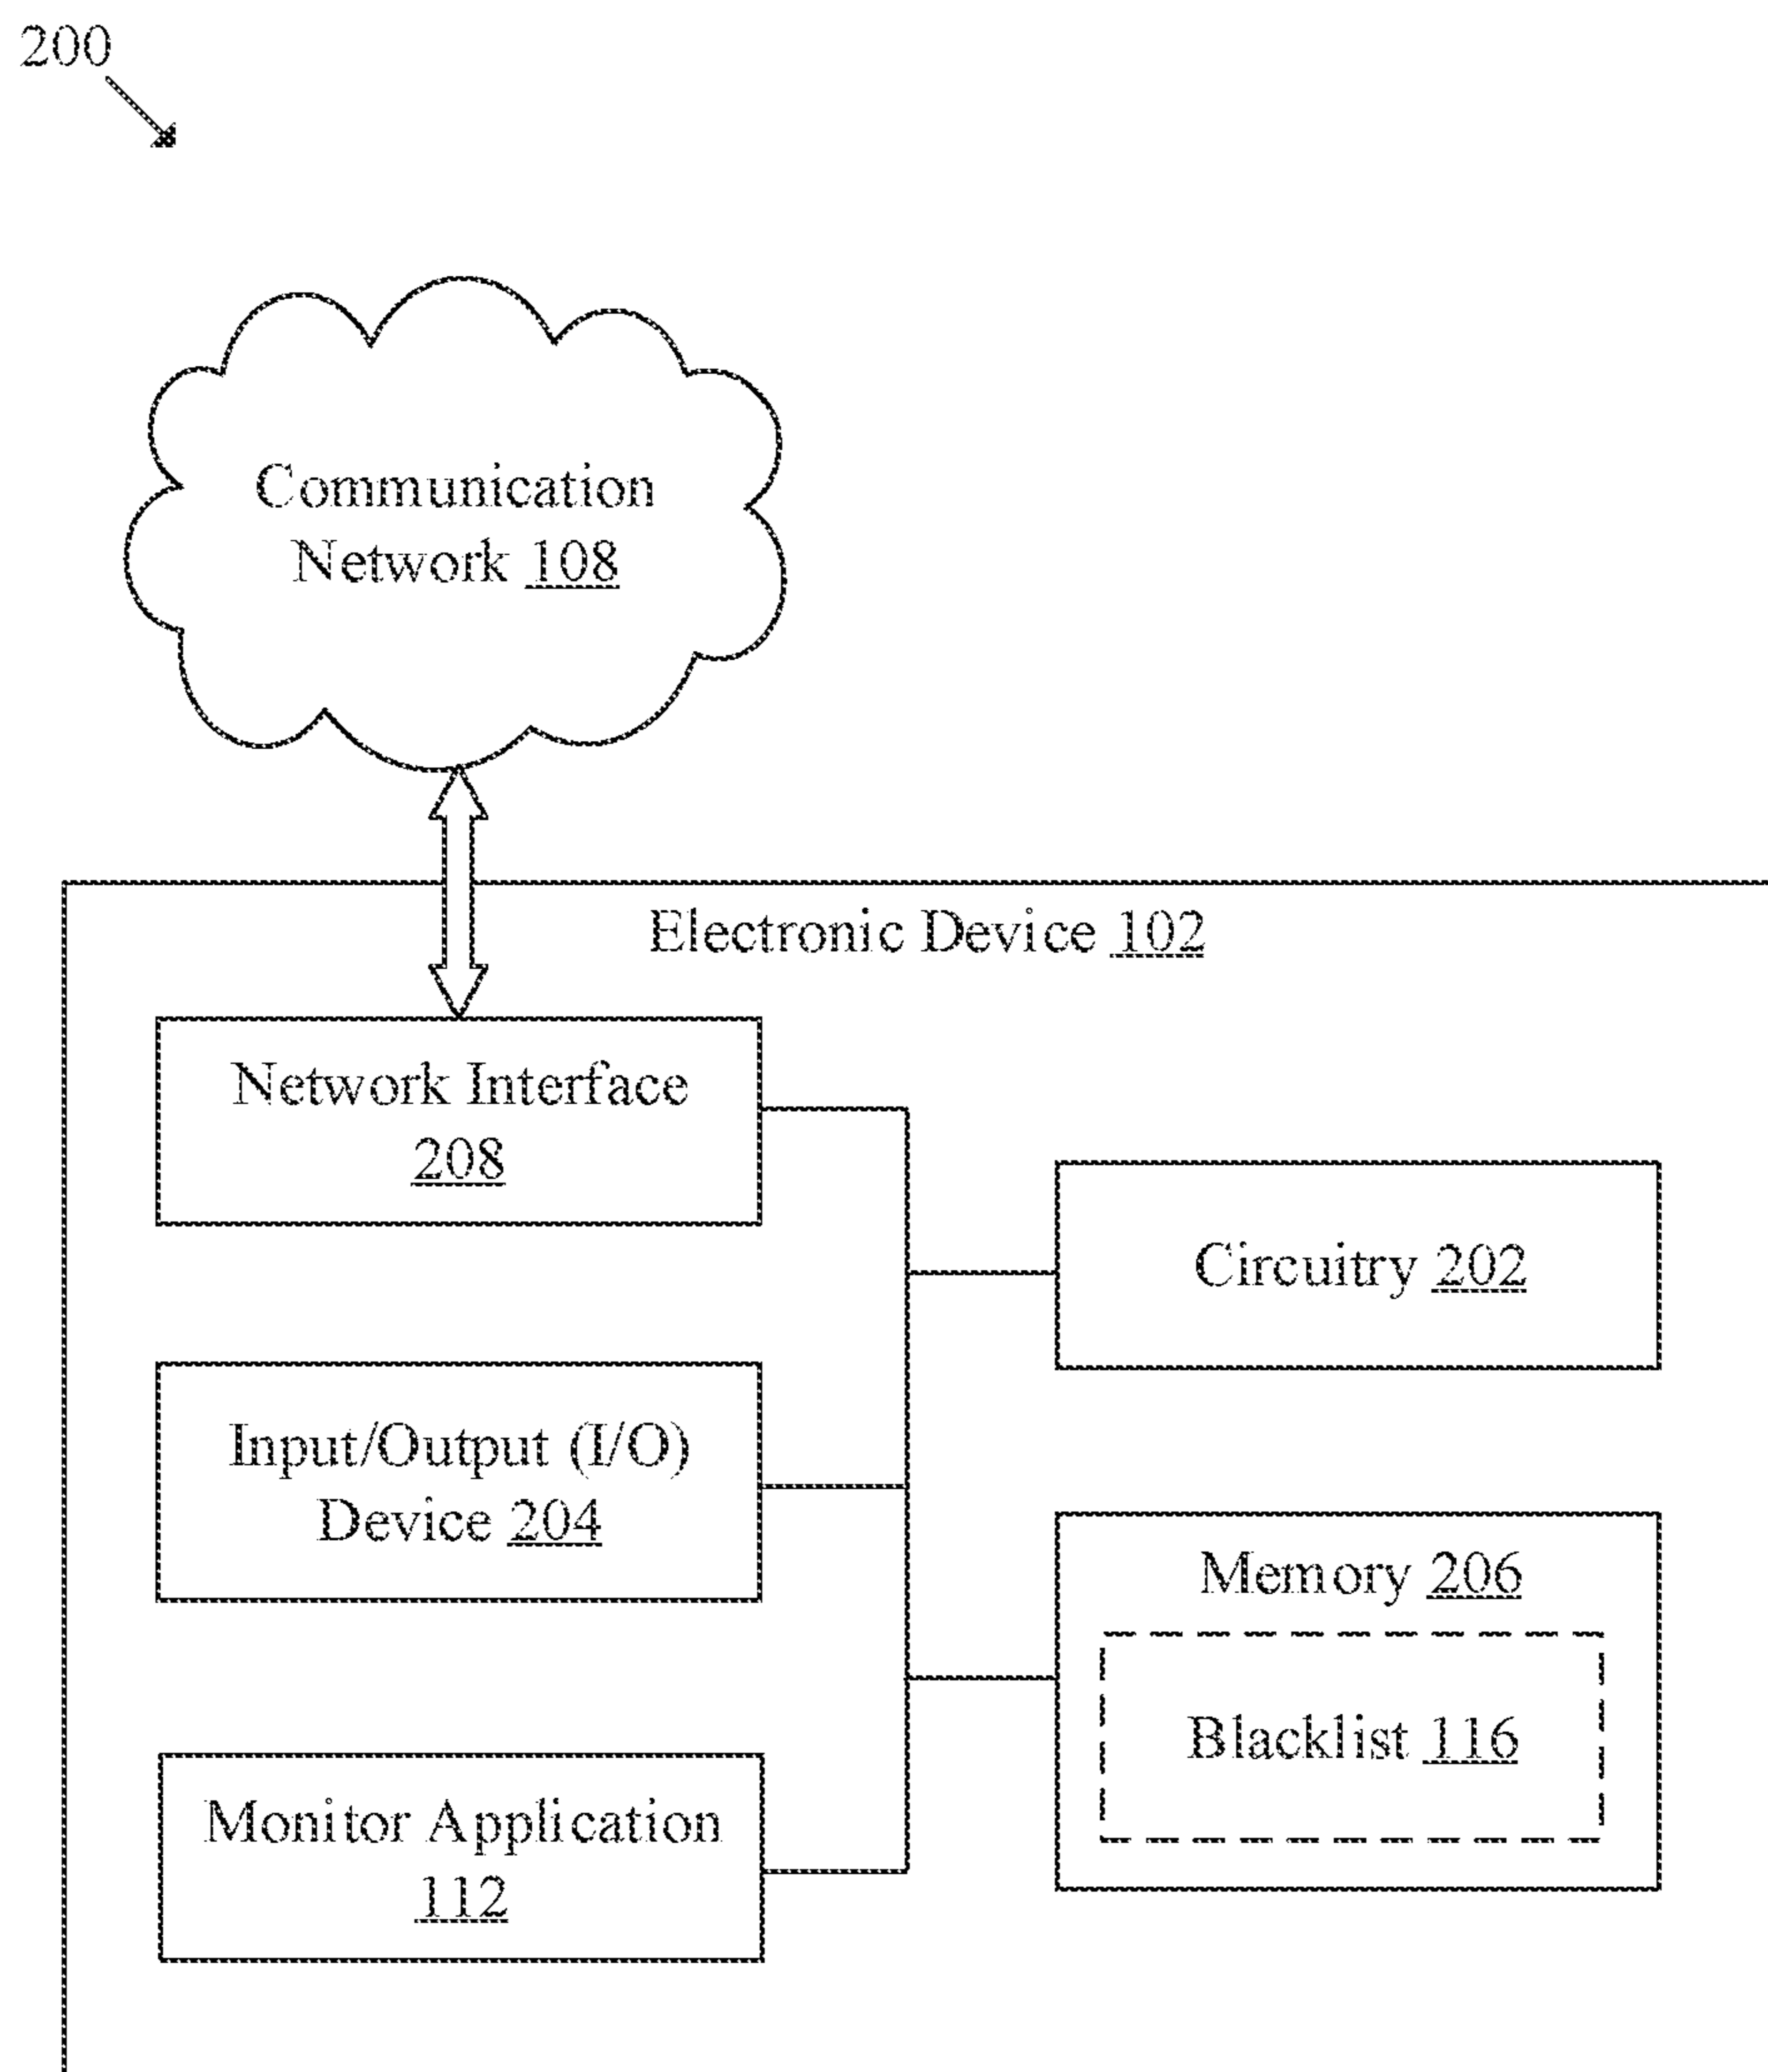 200
Communication
Network 108
Electronic Device 102
Network Interface
208
Circuitry 202
Input/Output (I/O)
Device 204
Memory 206
Blacklist 116
Monitor Application
112